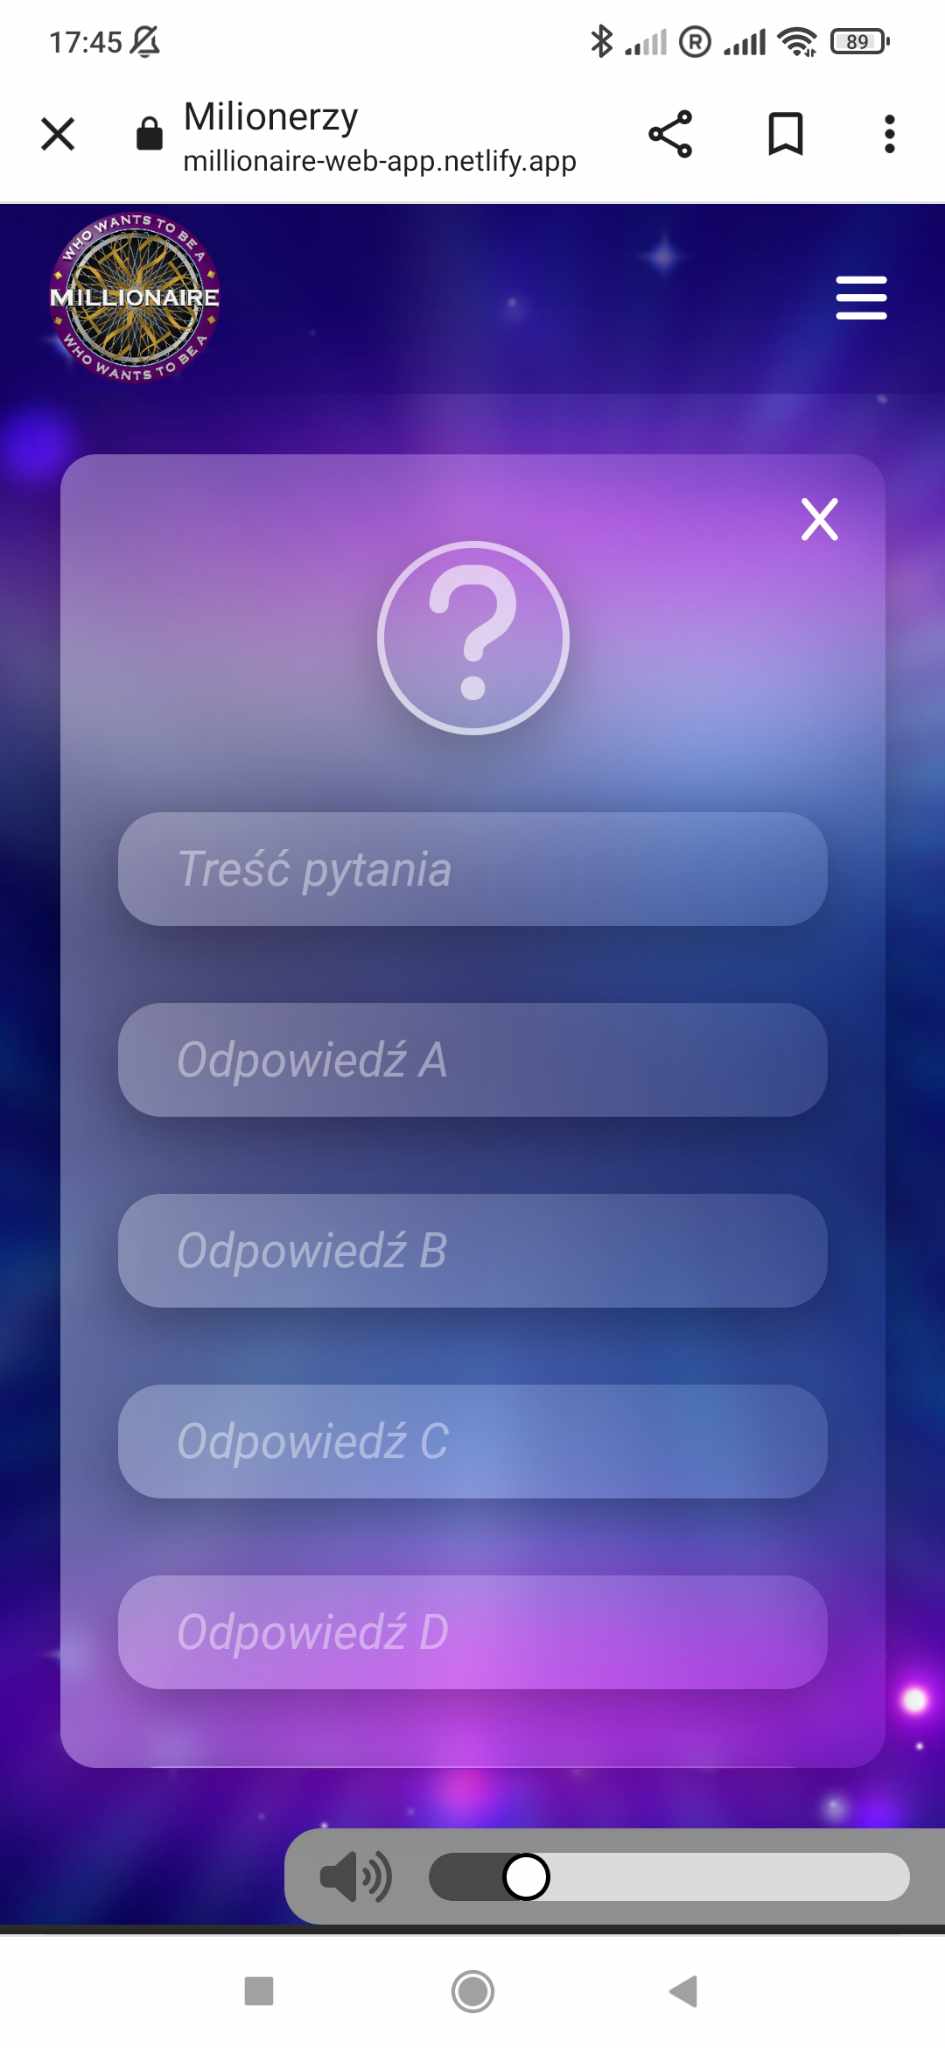 17:45
R
89
Milionerzy
millionaire-web-app.netlify.app
WHO WANTS TO BE A
MILLIONAIRE
WHO WANTS TO BE A
?
Treść pytania
Odpowiedź A
Odpowiedź B
Odpowiedź C
Odpowiedź D